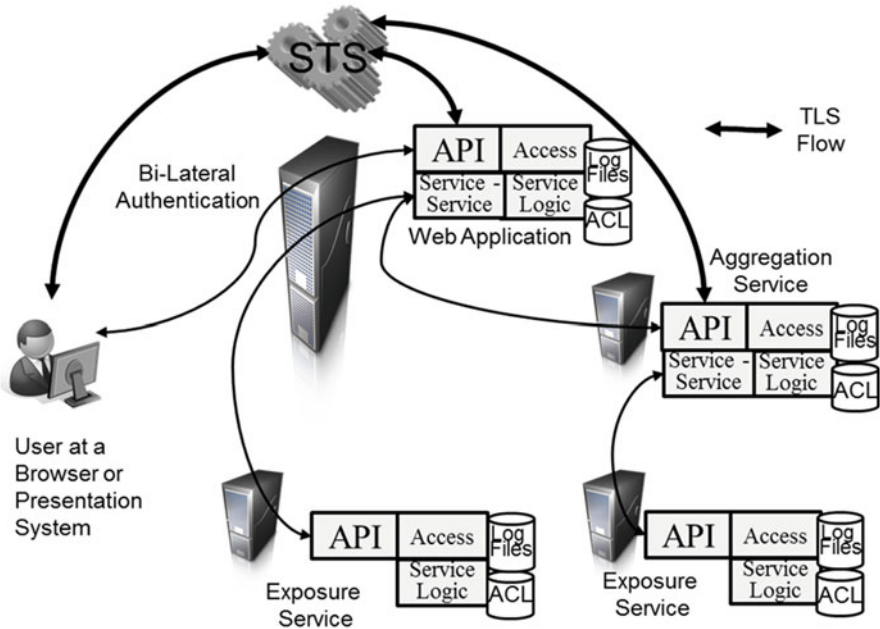 STS
TLS
Flow
Bi-Lateral
Authentication
API
Access
Log
Files
Service -
Service
Service
Logic
ACL
Web Application
Aggregation
Service
API
Access
Log
Files
Service -
Service
Service
Logic
ACL
User at a
Browser or
Presentation
System
API
Access
Log
Files
Service
Logic
ACL
Exposure
Service
API
Access
Log
Files
Service
Logic
ACL
Exposure
Service